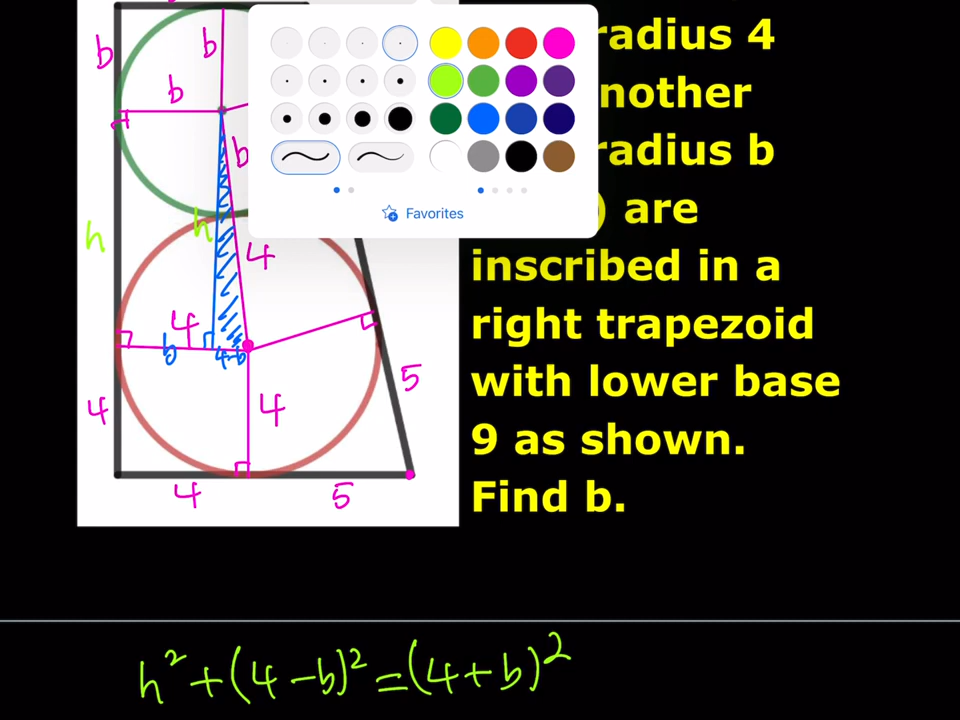 radius 4
b
b
nother
b
b
radius b
Favorites
) are
h
h
4
inscribed in a
4
right trapezoid
b
4-b
5
with lower base
4
4
9 as shown.
4
5
Find b.
h² + (4 - b)² = (4 + b)²